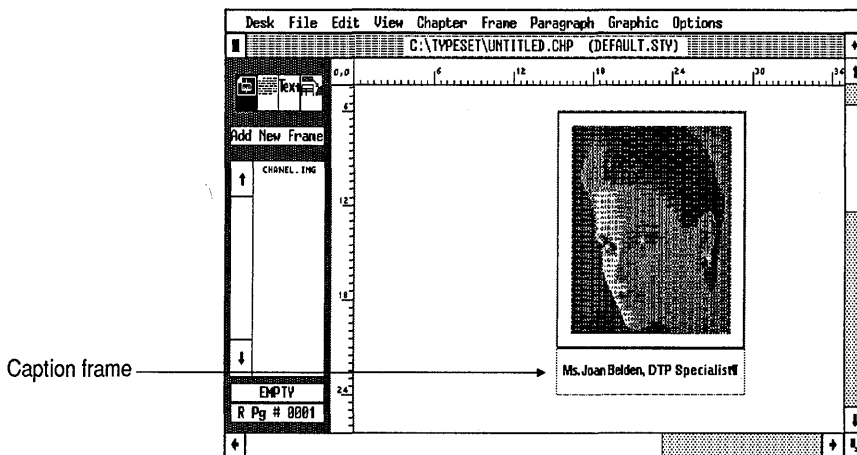 Desk File Edit View Chapter Frame Paragraph Graphic Options
C:\TYPESET\UNTITLED.CHP (DEFAULT.STY)
0,0 6 12 18 24 30 36
Text
6
Add New Frame
CHANEL.IMG
12
18
Caption frame
Ms. Joan Belden, DTP Specialist¶
EMPTY
24
R Pg # 0001